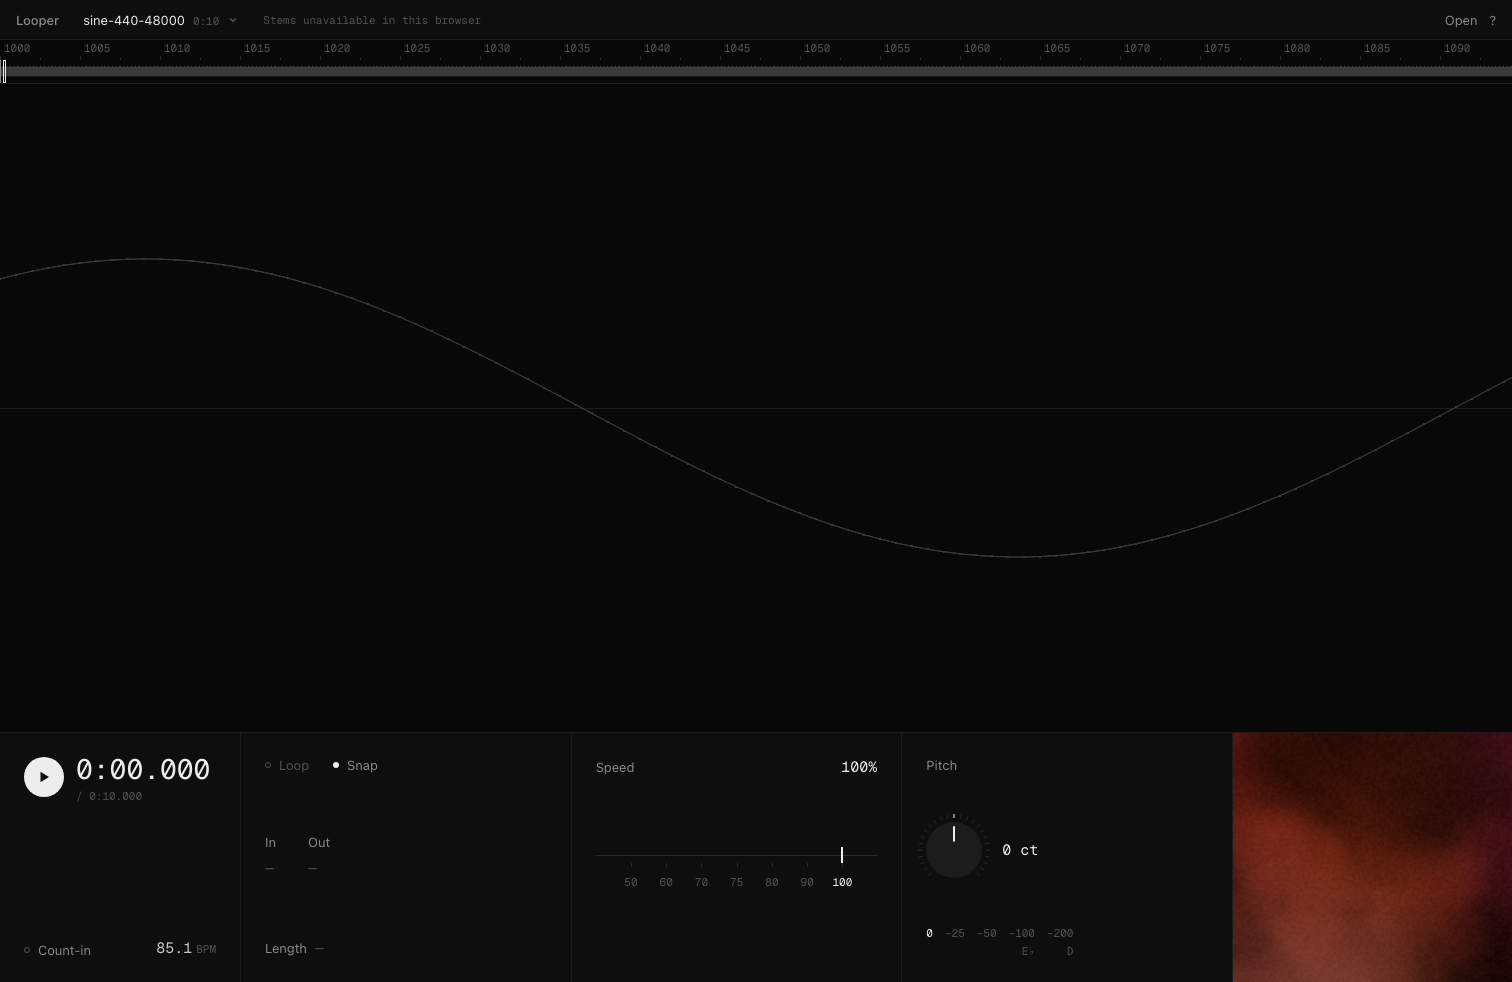 Looper sine-440-48000 0:10 Stems unavailable in this browser Open ?
1000 1005 1010 1015 1020 1025 1030 1035 1040 1045 1050 1055 1060 1065 1070 1075 1080 1085 1090
0:00.000
/ 0:10.000
Count-in 85.1 BPM
Loop Snap
In Out
— —
Length —
Speed 100%
50 60 70 75 80 90 100
Pitch
0 ct
0 −25 −50 −100 −200
E♭ D